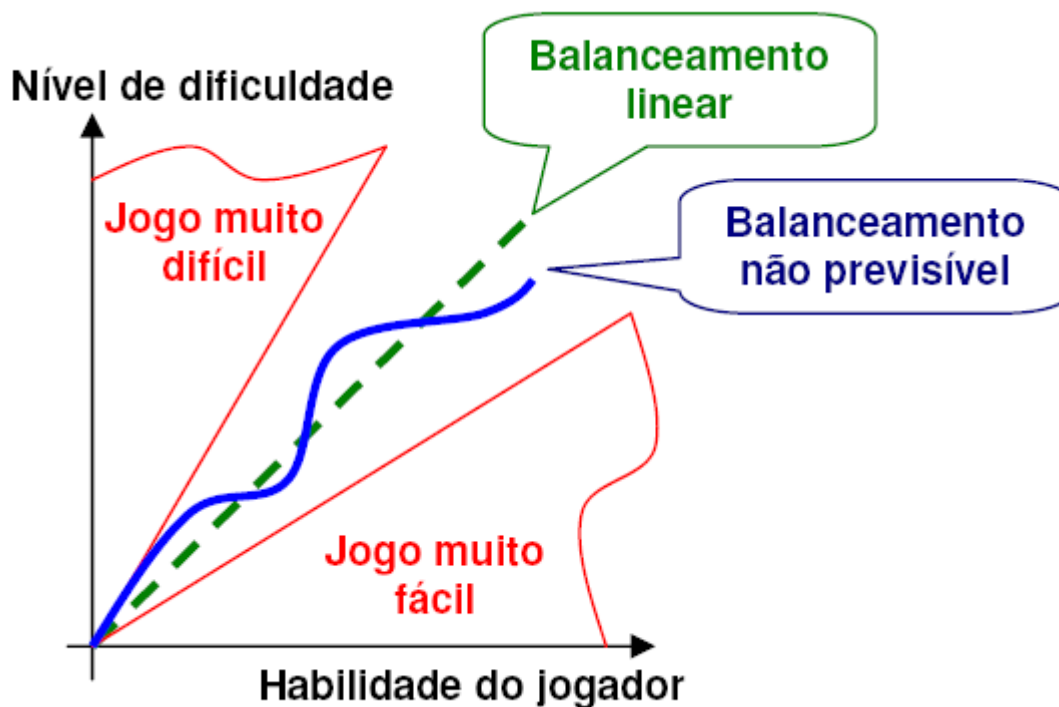 Nível de dificuldade
Balanceamento
linear
Jogo muito
difícil
Balanceamento
não previsível
Jogo muito
fácil
Habilidade do jogador